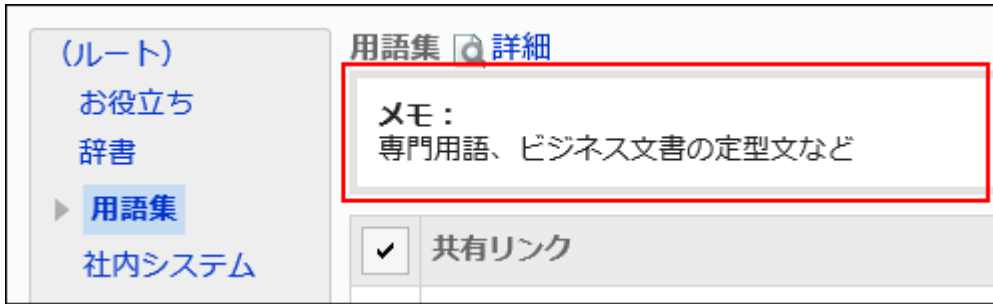 （ルート）
お役立ち
辞書
用語集
社内システム
用語集 詳細
メモ：
専門用語、ビジネス文書の定型文など
共有リンク